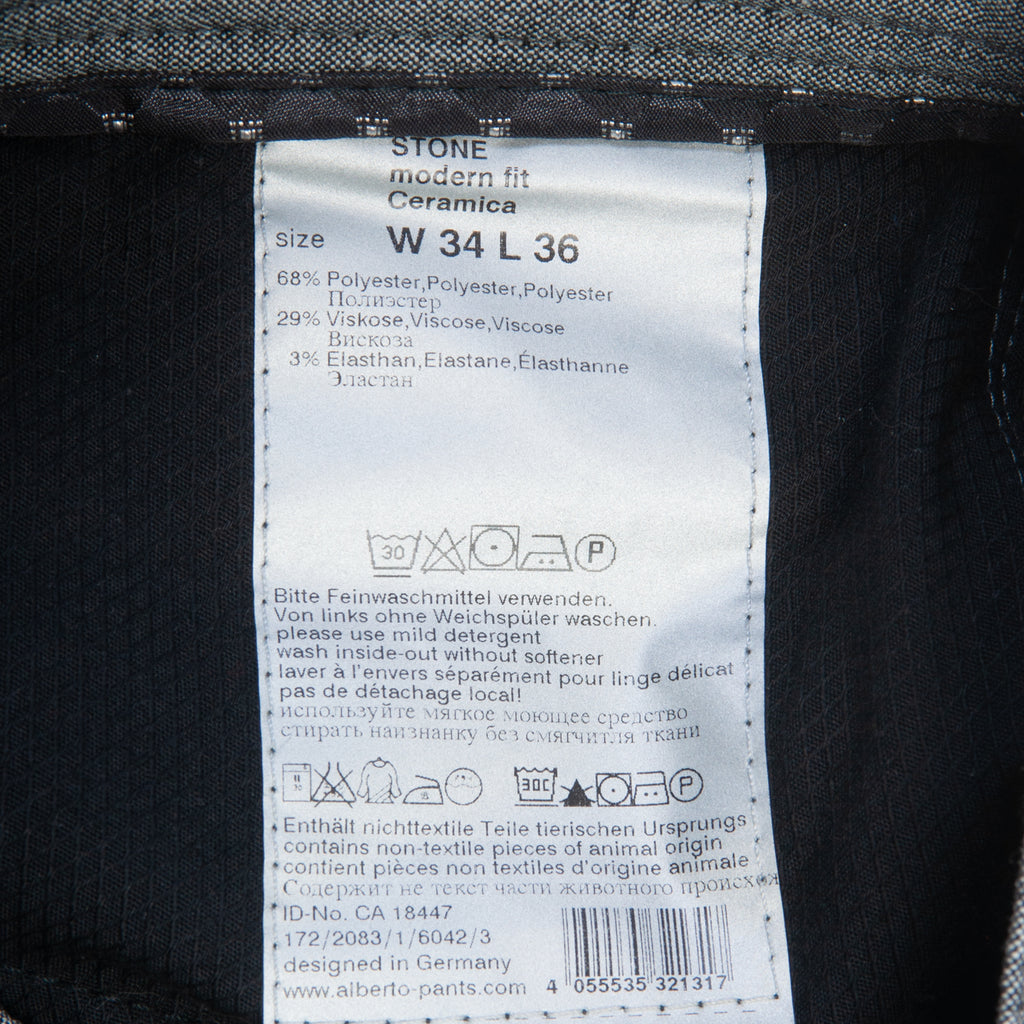 STONE
modern fit
Ceramica
size W 34 L 36
68% Polyester,Polyester,Polyester
Полиэстер
29% Viskose,Viscose,Viscose
Вискоза
3% Elasthan,Elastane,Élasthanne
Эластан
30 P
Bitte Feinwaschmittel verwenden.
Von links ohne Weichspüler waschen.
please use mild detergent
wash inside-out without softener
laver à l'envers séparément pour linge délicat
pas de détachage local!
используйте мягкое моющее средство
стирать наизнанку без смягчитля ткани
30C P
Enthält nichttextile Teile tierischen Ursprungs
contains non-textile pieces of animal origin
contient pièces non textiles d'origine animale
Содержит не текст части животного
ID-No. CA 18447
172/2083/1/6042/3
designed in Germany
www.alberto-pants.com
4 055535 321317